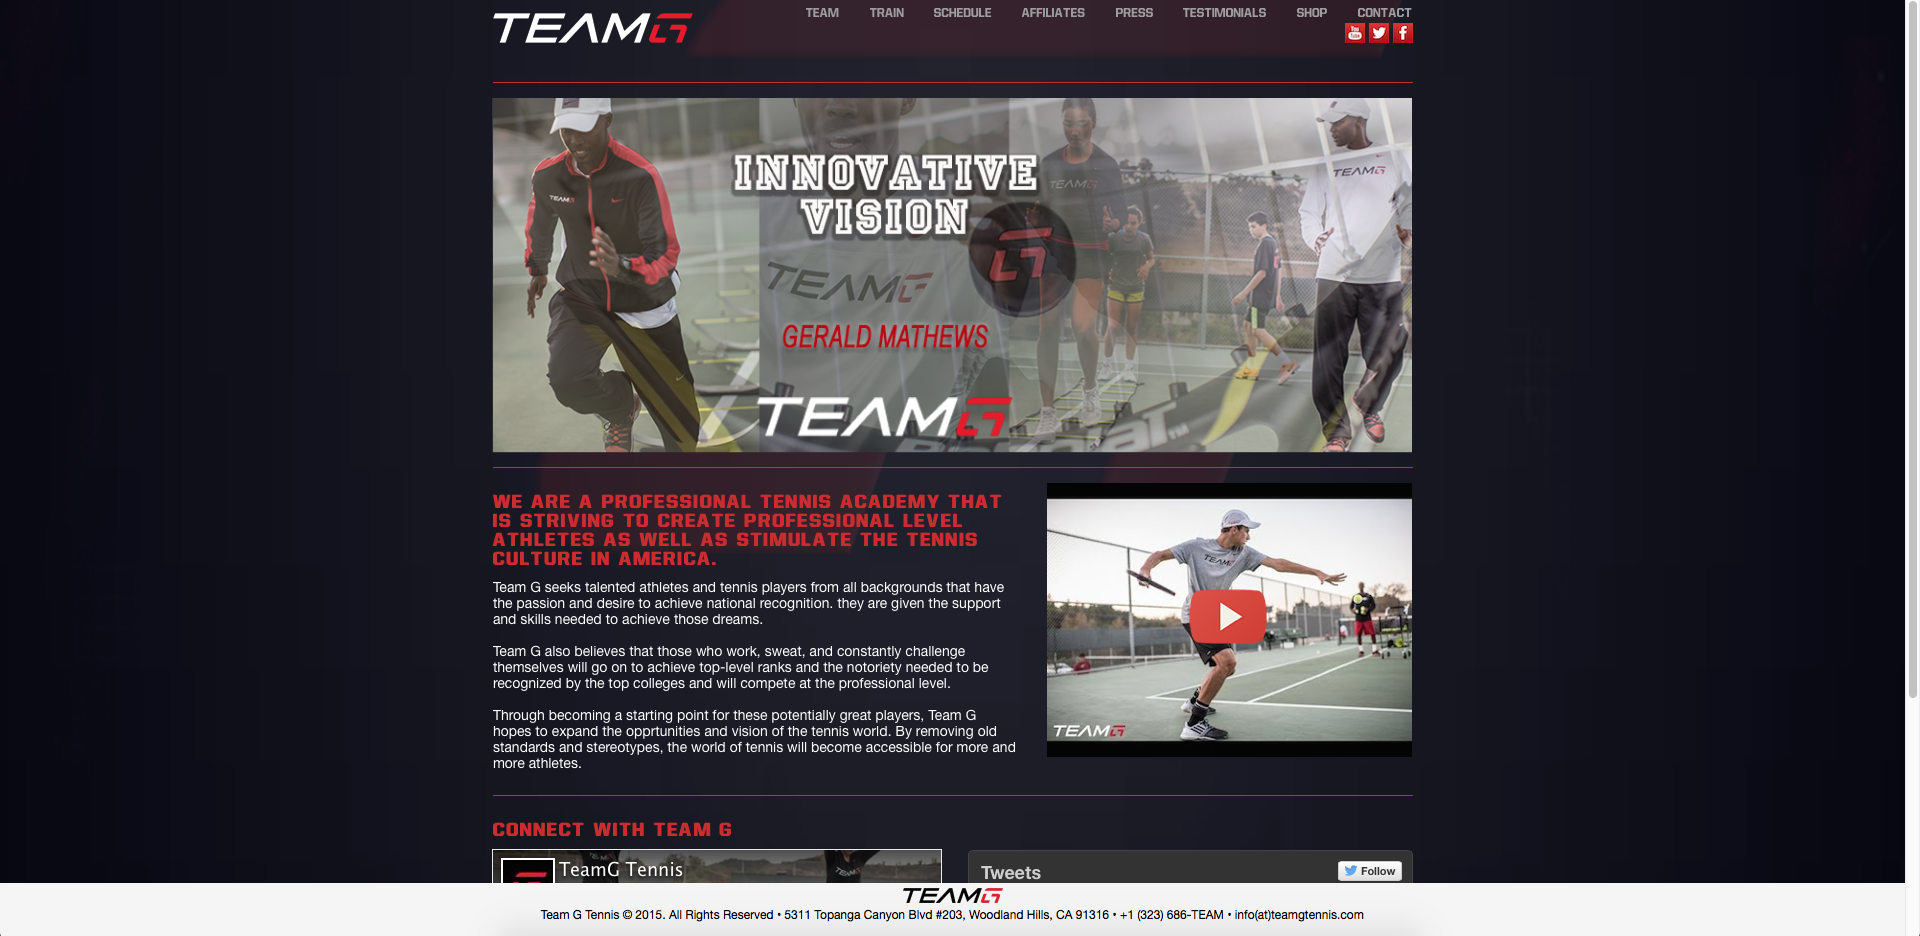 TEAMG
TEAM TRAIN SCHEDULE AFFILIATES PRESS TESTIMONIALS SHOP CONTACT
You Tube
TEAMG
TEAMG
TEAMG
INNOVATIVE
VISION
TEAMG
GERALD MATHEWS
TEAMG
WE ARE A PROFESSIONAL TENNIS ACADEMY THAT
IS STRIVING TO CREATE PROFESSIONAL LEVEL
ATHLETES AS WELL AS STIMULATE THE TENNIS
CULTURE IN AMERICA.
Team G seeks talented athletes and tennis players from all backgrounds that have
the passion and desire to achieve national recognition. they are given the support
and skills needed to achieve those dreams.
Team G also believes that those who work, sweat, and constantly challenge
themselves will go on to achieve top-level ranks and the notoriety needed to be
recognized by the top colleges and will compete at the professional level.
Through becoming a starting point for these potentially great players, Team G
hopes to expand the opprtunities and vision of the tennis world. By removing old
standards and stereotypes, the world of tennis will become accessible for more and
more athletes.
TEAMG
TEAMG
CONNECT WITH TEAM G
TeamG Tennis
Tweets
Follow
TEAMG
Team G Tennis © 2015. All Rights Reserved • 5311 Topanga Canyon Blvd #203, Woodland Hills, CA 91316 • +1 (323) 686-TEAM • info(at)teamgtennis.com